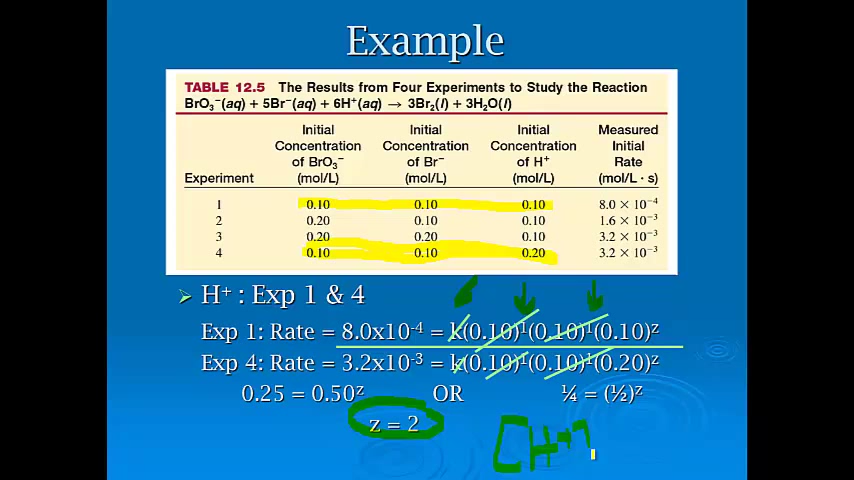 Example
TABLE 12.5 The Results from Four Experiments to Study the Reaction
BrO₃⁻(aq) + 5Br⁻(aq) + 6H⁺(aq) → 3Br₂(l) + 3H₂O(l)
Initial Initial Initial Measured
Concentration Concentration Concentration Initial
of BrO₃⁻ of Br⁻ of H⁺ Rate
Experiment (mol/L) (mol/L) (mol/L) (mol/L · s)
1 0.10 0.10 0.10 8.0 × 10⁻⁴
2 0.20 0.10 0.10 1.6 × 10⁻³
3 0.20 0.20 0.10 3.2 × 10⁻³
4 0.10 0.10 0.20 3.2 × 10⁻³
➢ H⁺ : Exp 1 & 4
Exp 1: Rate = 8.0x10⁻⁴ = k(0.10)¹(0.10)¹(0.10)ᶻ
Exp 4: Rate = 3.2x10⁻³ = k(0.10)¹(0.10)¹(0.20)ᶻ
0.25 = 0.50ᶻ OR ¼ = (½)ᶻ
z = 2
[H⁺]